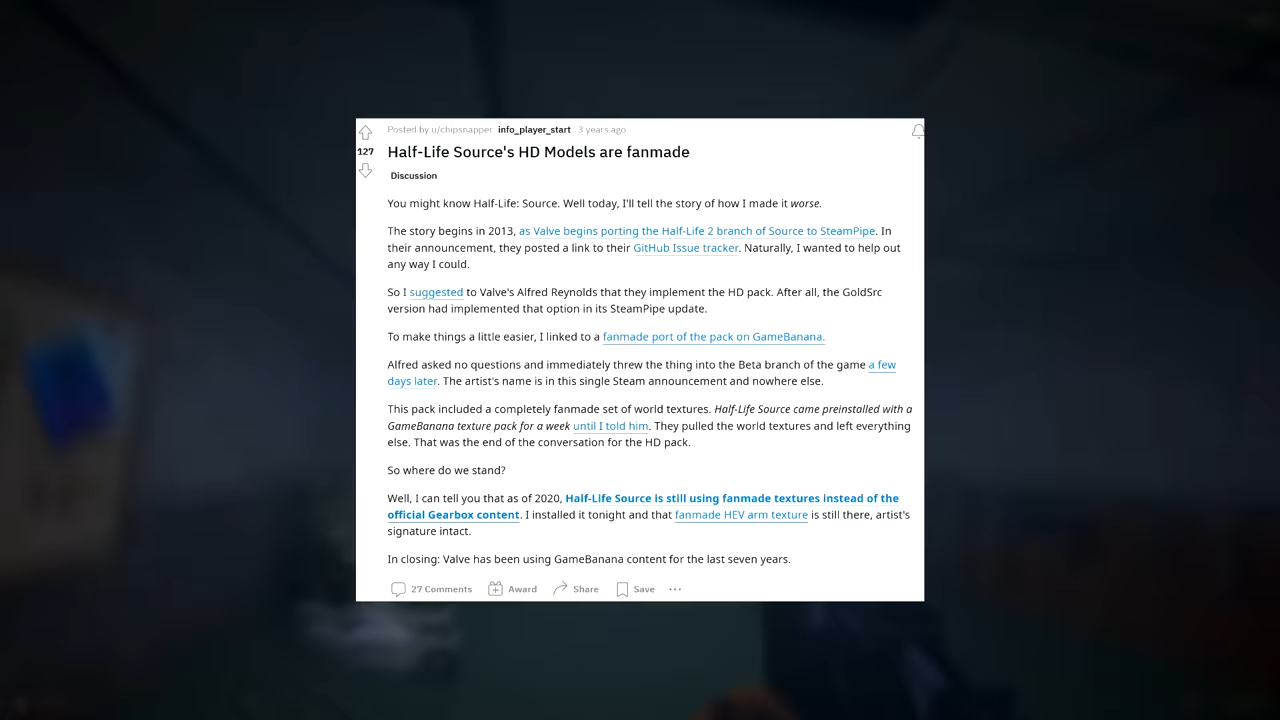 Posted by u/chipsnapper info_player_start 3 years ago
127
Half-Life Source's HD Models are fanmade
Discussion
You might know Half-Life: Source. Well today, I'll tell the story of how I made it worse.
The story begins in 2013, as Valve begins porting the Half-Life 2 branch of Source to SteamPipe. In
their announcement, they posted a link to their GitHub Issue tracker. Naturally, I wanted to help out
any way I could.
So I suggested to Valve's Alfred Reynolds that they implement the HD pack. After all, the GoldSrc
version had implemented that option in its SteamPipe update.
To make things a little easier, I linked to a fanmade port of the pack on GameBanana.
Alfred asked no questions and immediately threw the thing into the Beta branch of the game a few
days later. The artist's name is in this single Steam announcement and nowhere else.
This pack included a completely fanmade set of world textures. Half-Life Source came preinstalled with a
GameBanana texture pack for a week until I told him. They pulled the world textures and left everything
else. That was the end of the conversation for the HD pack.
So where do we stand?
Well, I can tell you that as of 2020, Half-Life Source is still using fanmade textures instead of the
official Gearbox content. I installed it tonight and that fanmade HEV arm texture is still there, artist's
signature intact.
In closing: Valve has been using GameBanana content for the last seven years.
27 Comments Award Share Save